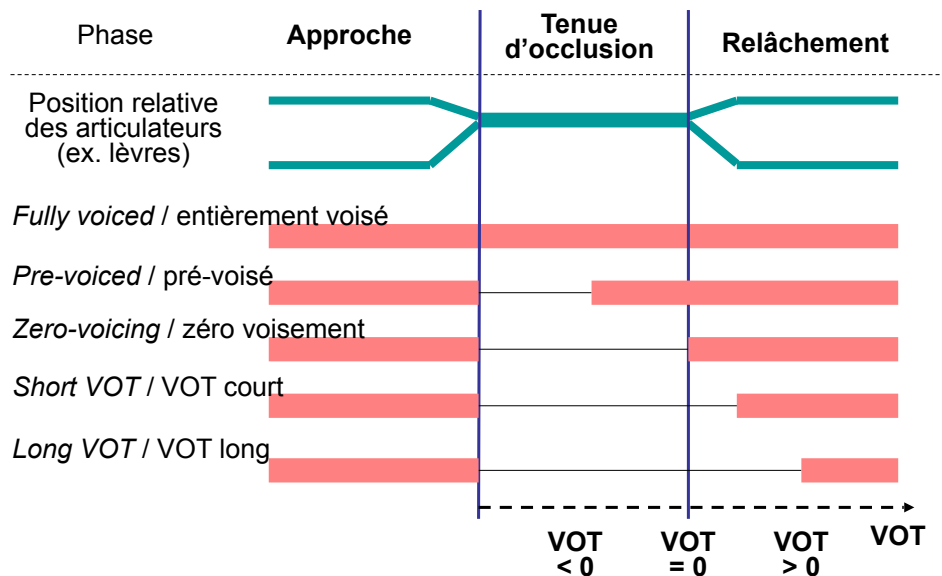 Phase
Approche
Tenue
d'occlusion
Relâchement
Position relative
des articulateurs
(ex. lèvres)
Fully voiced / entièrement voisé
Pre-voiced / pré-voisé
Zero-voicing / zéro voisement
Short VOT / VOT court
Long VOT / VOT long
VOT
< 0
VOT
= 0
VOT
> 0
VOT